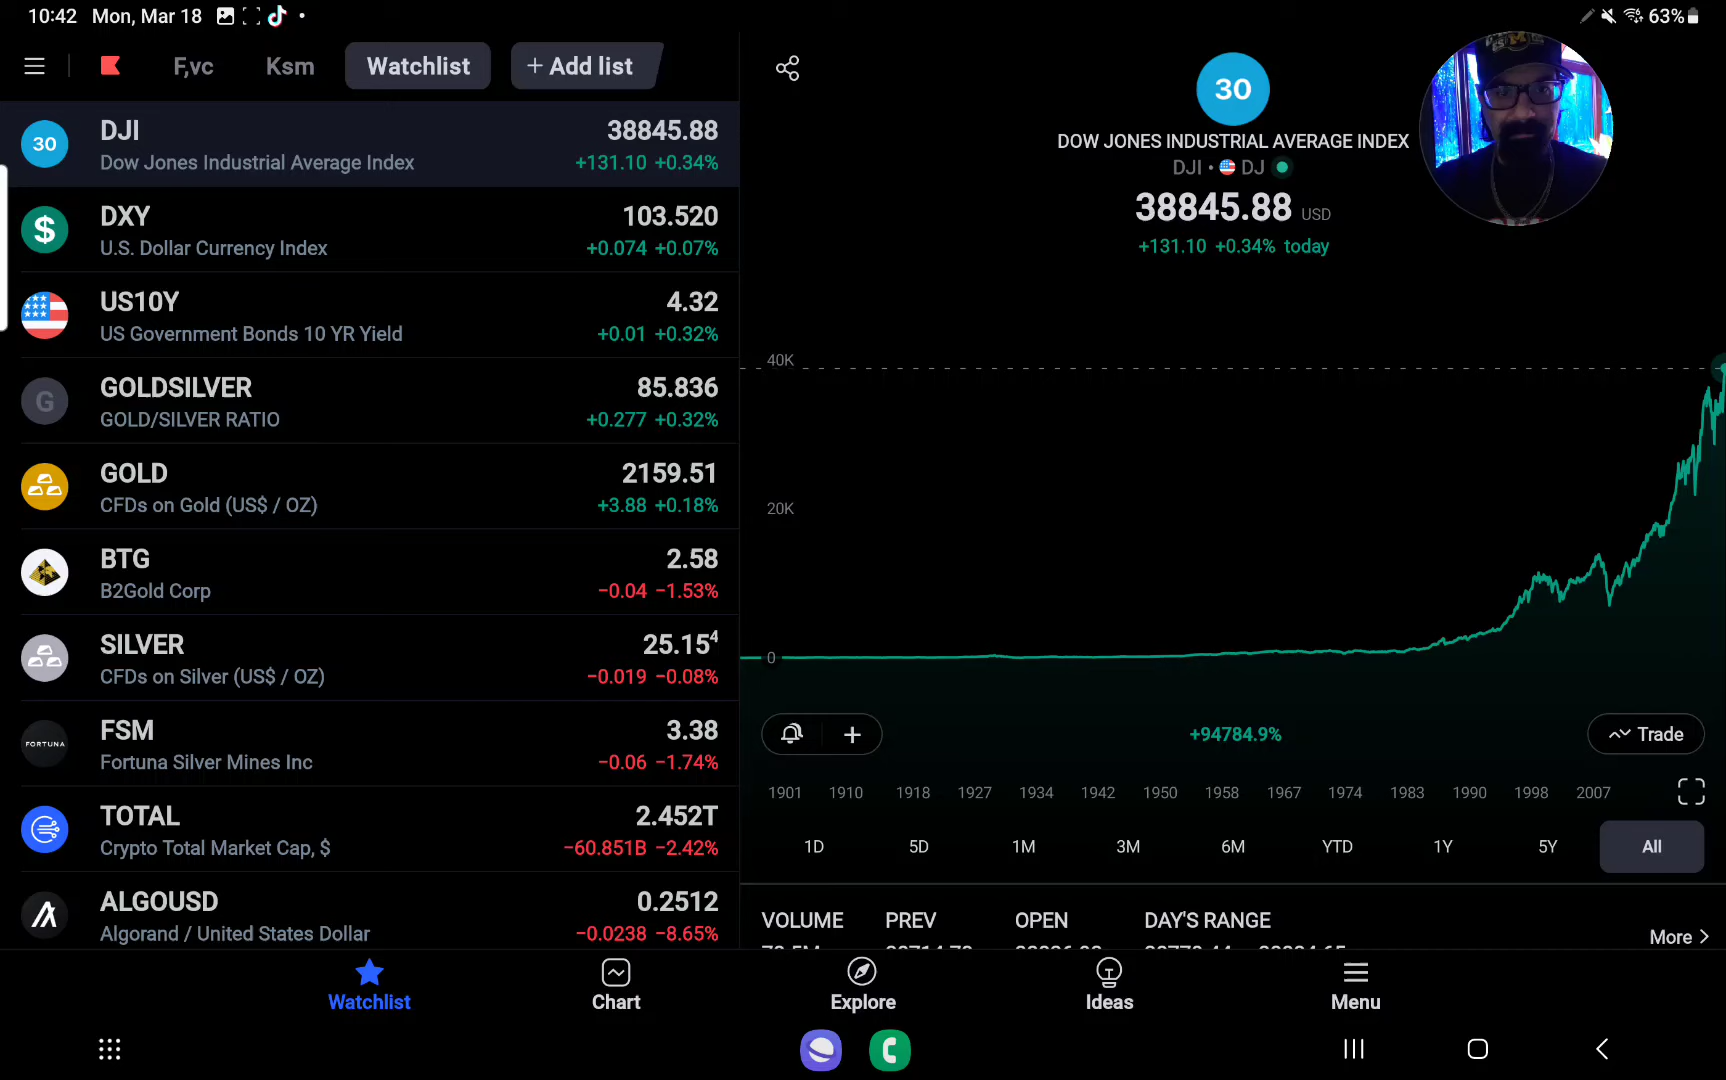 10:42 Mon, Mar 18 63%
F,vc Ksm Watchlist + Add list
30 DJI 38845.88
Dow Jones Industrial Average Index +131.10 +0.34%
$ DXY 103.520
U.S. Dollar Currency Index +0.074 +0.07%
US10Y 4.32
US Government Bonds 10 YR Yield +0.01 +0.32%
G GOLDSILVER 85.836
GOLD/SILVER RATIO +0.277 +0.32%
GOLD 2159.51
CFDs on Gold (US$ / OZ) +3.88 +0.18%
BTG 2.58
B2Gold Corp −0.04 −1.53%
SILVER 25.15⁴
CFDs on Silver (US$ / OZ) −0.019 −0.08%
FORTUNA FSM 3.38
Fortuna Silver Mines Inc −0.06 −1.74%
TOTAL 2.452T
Crypto Total Market Cap, $ −60.851B −2.42%
ALGOUSD 0.2512
Algorand / United States Dollar −0.0238 −8.65%
30
DOW JONES INDUSTRIAL AVERAGE INDEX
DJI • DJ
38845.88 USD
+131.10 +0.34% today
40K
20K
0
+94784.9% Trade
1901 1910 1918 1927 1934 1942 1950 1958 1967 1974 1983 1990 1998 2007
1D 5D 1M 3M 6M YTD 1Y 5Y All
VOLUME PREV OPEN DAY'S RANGE
More >
Watchlist Chart Explore Ideas Menu